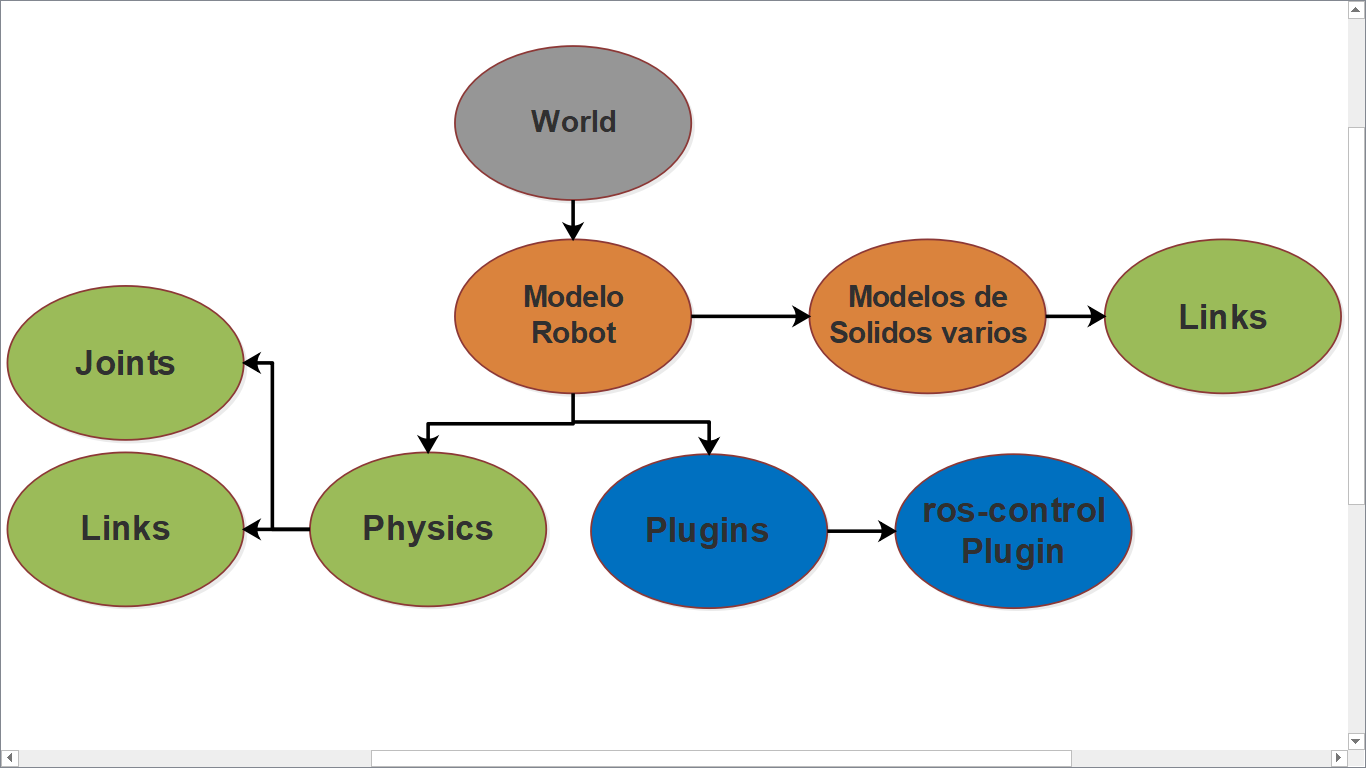 World
Modelo
Robot
Modelos de
Solidos varios
Links
Joints
Links
Physics
Plugins
ros-control
Plugin